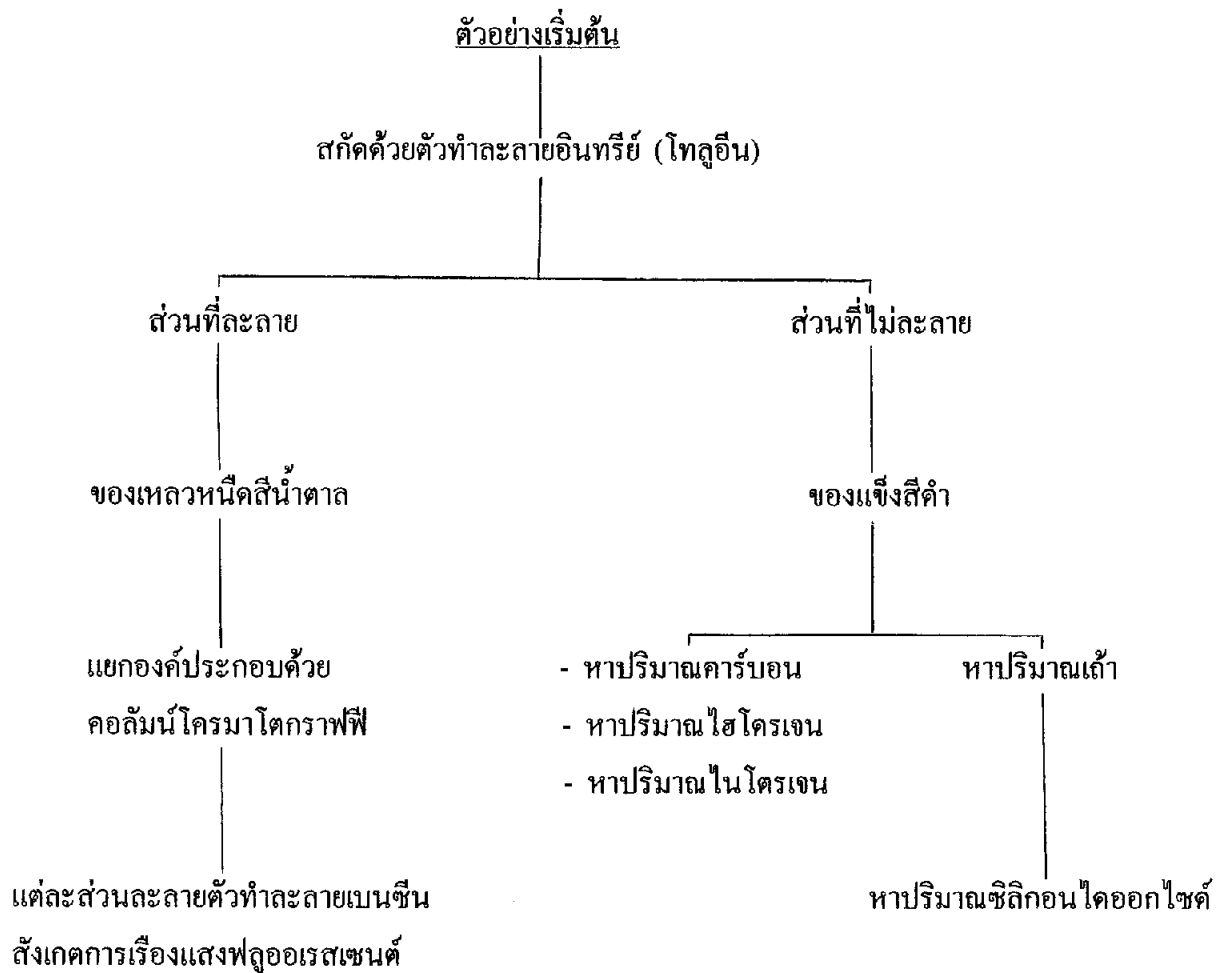 ตัวอย่างเริ่มต้น
สกัดด้วยตัวทำละลายอินทรีย์ (โทลูอีน)
ส่วนที่ละลาย
ส่วนที่ไม่ละลาย
ของเหลวหนืดสีน้ำตาล
ของแข็งสีดำ
แยกองค์ประกอบด้วย
คอลัมน์โครมาโตกราฟฟี
- หาปริมาณคาร์บอน
- หาปริมาณไฮโดรเจน
- หาปริมาณไนโตรเจน
หาปริมาณเถ้า
แต่ละส่วนละลายตัวทำละลายเบนซีน
สังเกตการเรืองแสงฟลูออเรสเซนต์
หาปริมาณซิลิกอนไดออกไซด์